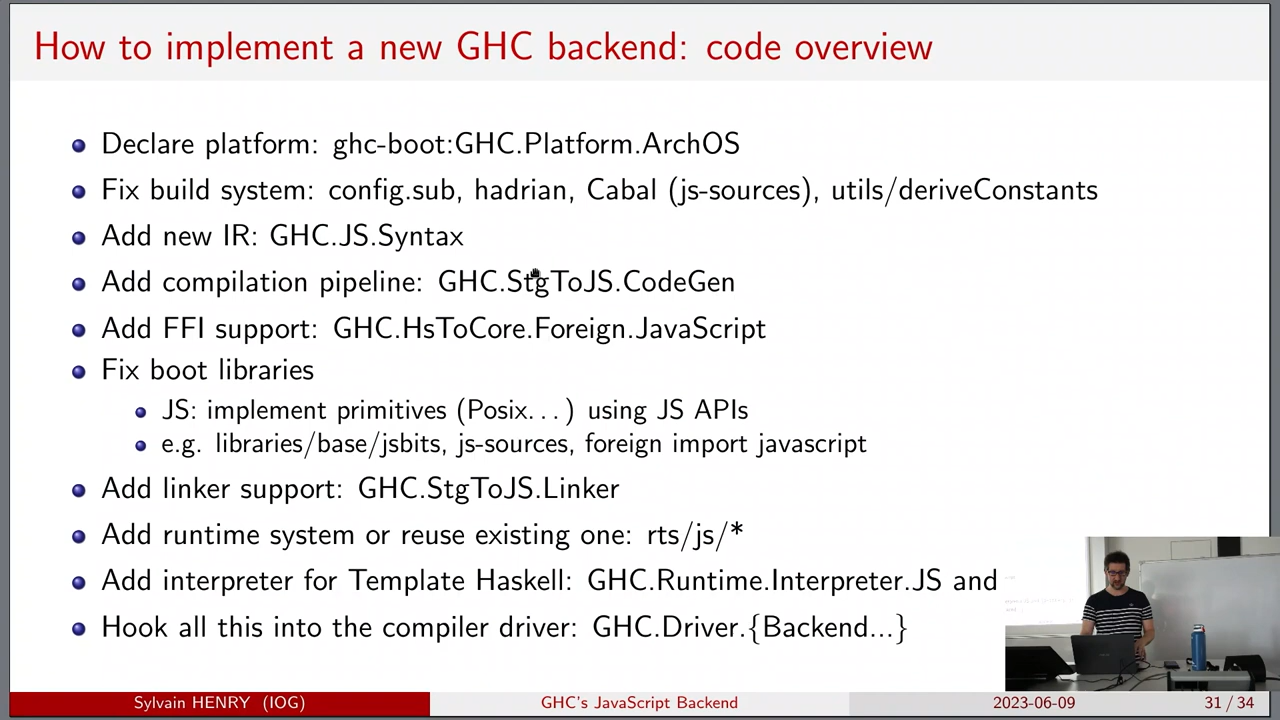 How to implement a new GHC backend: code overview
Declare platform: ghc-boot:GHC.Platform.ArchOS
Fix build system: config.sub, hadrian, Cabal (js-sources), utils/deriveConstants
Add new IR: GHC.JS.Syntax
Add compilation pipeline: GHC.StgToJS.CodeGen
Add FFI support: GHC.HsToCore.Foreign.JavaScript
Fix boot libraries
JS: implement primitives (Posix...) using JS APIs
e.g. libraries/base/jsbits, js-sources, foreign import javascript
Add linker support: GHC.StgToJS.Linker
Add runtime system or reuse existing one: rts/js/*
Add interpreter for Template Haskell: GHC.Runtime.Interpreter.JS and
Hook all this into the compiler driver: GHC.Driver.{Backend...}
Sylvain HENRY (IOG) GHC's JavaScript Backend 2023-06-09 31 / 34